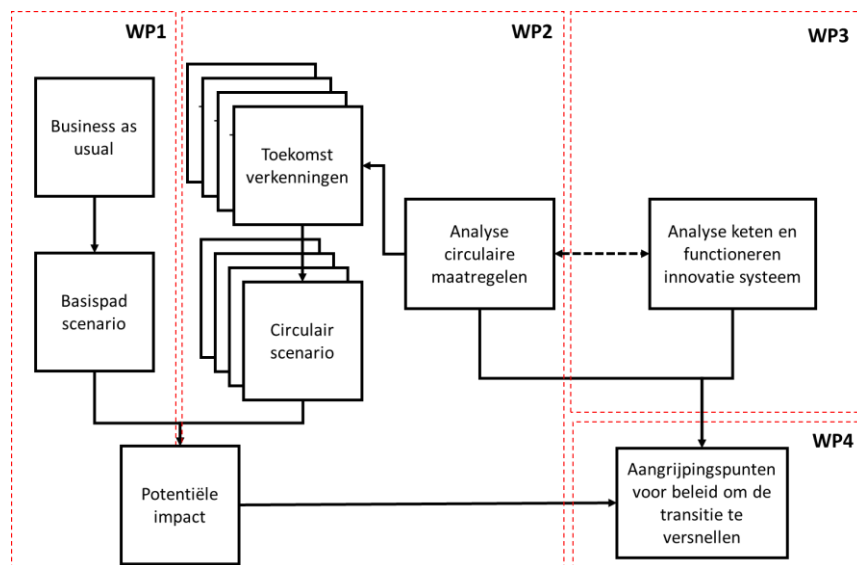 WP1
WP2
WP3
Business as
usual
Toekomst
verkenningen
Analyse
circulaire
maatregelen
Analyse keten en
functioneren
innovatie systeem
Basispad
scenario
Circulair
scenario
WP4
Potentiële
impact
Aangrijpingspunten
voor beleid om de
transitie te
versnellen